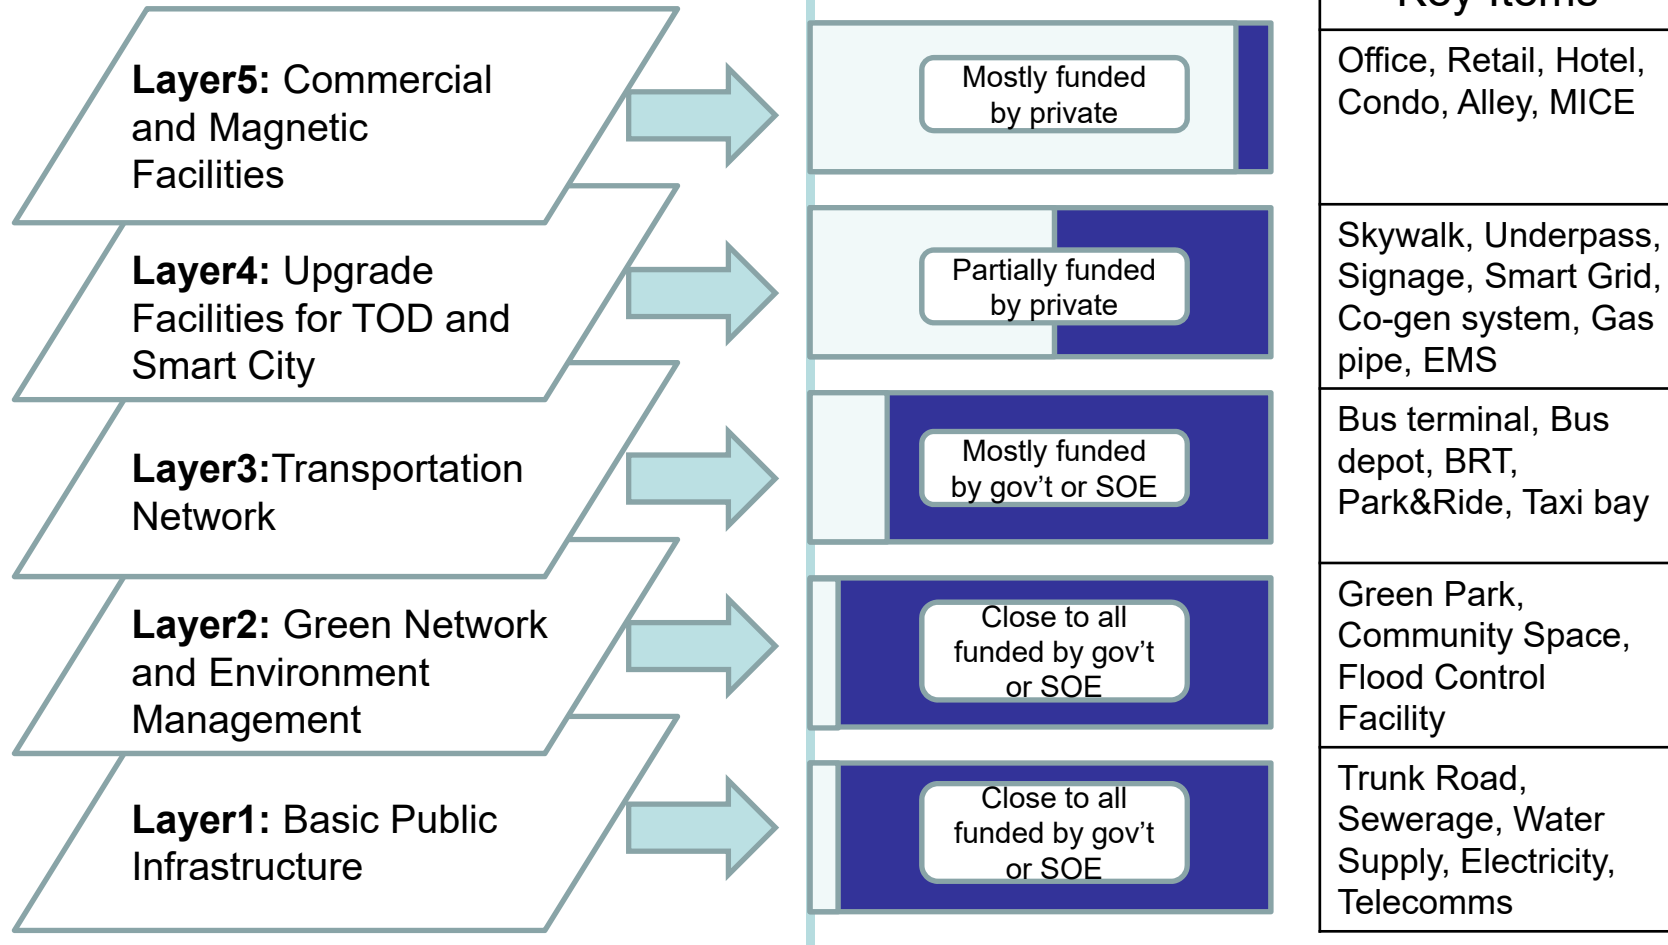 Key Items
Layer5: Commercial
and Magnetic
Facilities
Mostly funded
by private
Office, Retail, Hotel,
Condo, Alley, MICE
Layer4: Upgrade
Facilities for TOD and
Smart City
Partially funded
by private
Skywalk, Underpass,
Signage, Smart Grid,
Co-gen system, Gas
pipe, EMS
Layer3:Transportation
Network
Mostly funded
by gov’t or SOE
Bus terminal, Bus
depot, BRT,
Park&Ride, Taxi bay
Layer2: Green Network
and Environment
Management
Close to all
funded by gov’t
or SOE
Green Park,
Community Space,
Flood Control
Facility
Layer1: Basic Public
Infrastructure
Close to all
funded by gov’t
or SOE
Trunk Road,
Sewerage, Water
Supply, Electricity,
Telecomms